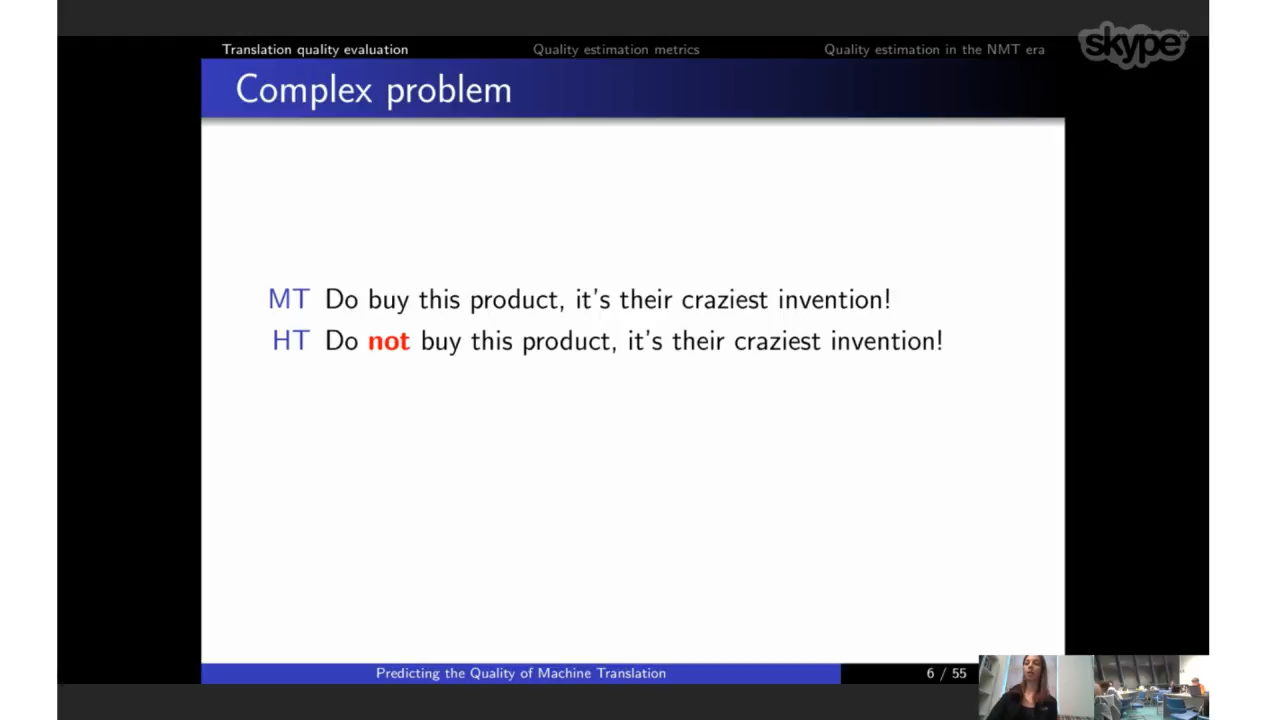 Translation quality evaluation Quality estimation metrics Quality estimation in the NMT era
skype™
Complex problem
MT Do buy this product, it's their craziest invention!
HT Do not buy this product, it's their craziest invention!
Predicting the Quality of Machine Translation 6 / 55